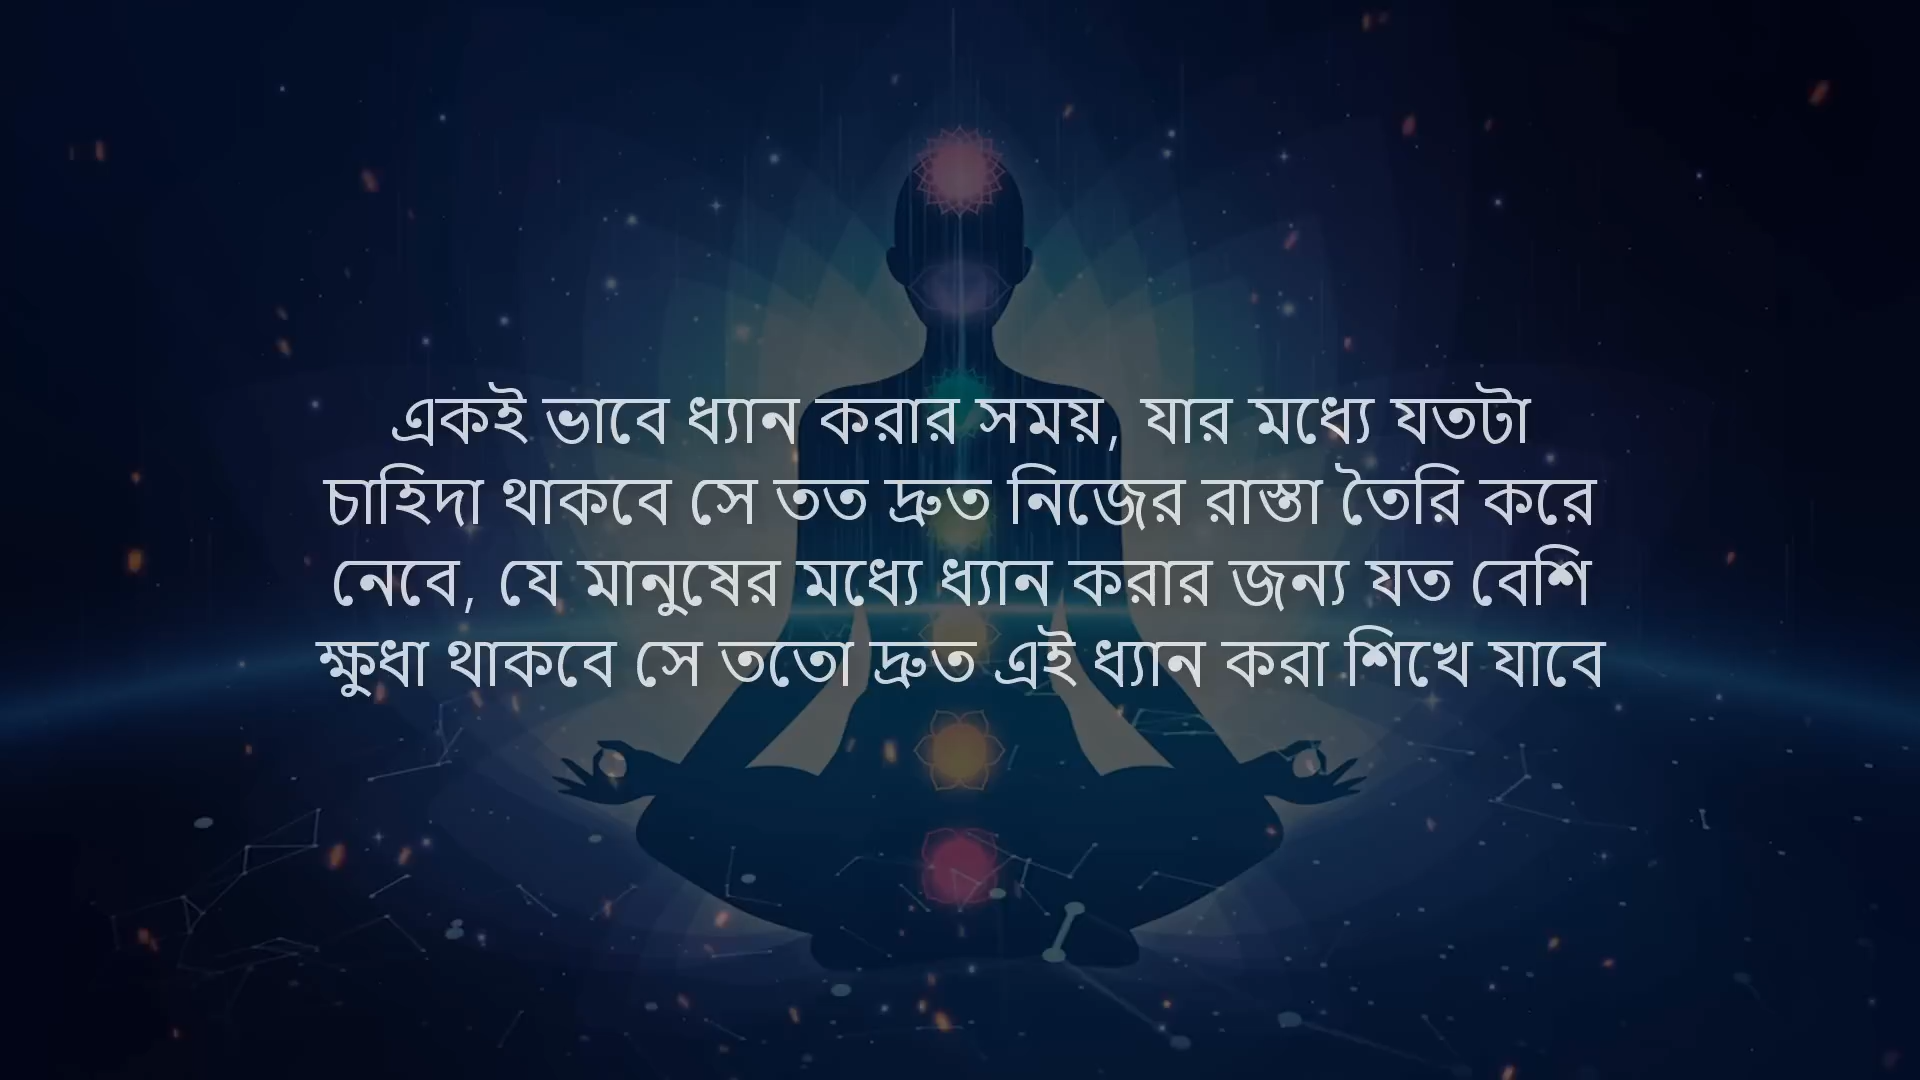 একই ভাবে ধ্যান করার সময়, যার মধ্যে যতটা
চাহিদা থাকবে সে তত দ্রুত নিজের রাস্তা তৈরি করে
নেবে, যে মানুষের মধ্যে ধ্যান করার জন্য যত বেশি
ক্ষুধা থাকবে সে ততো দ্রুত এই ধ্যান করা শিখে যাবে